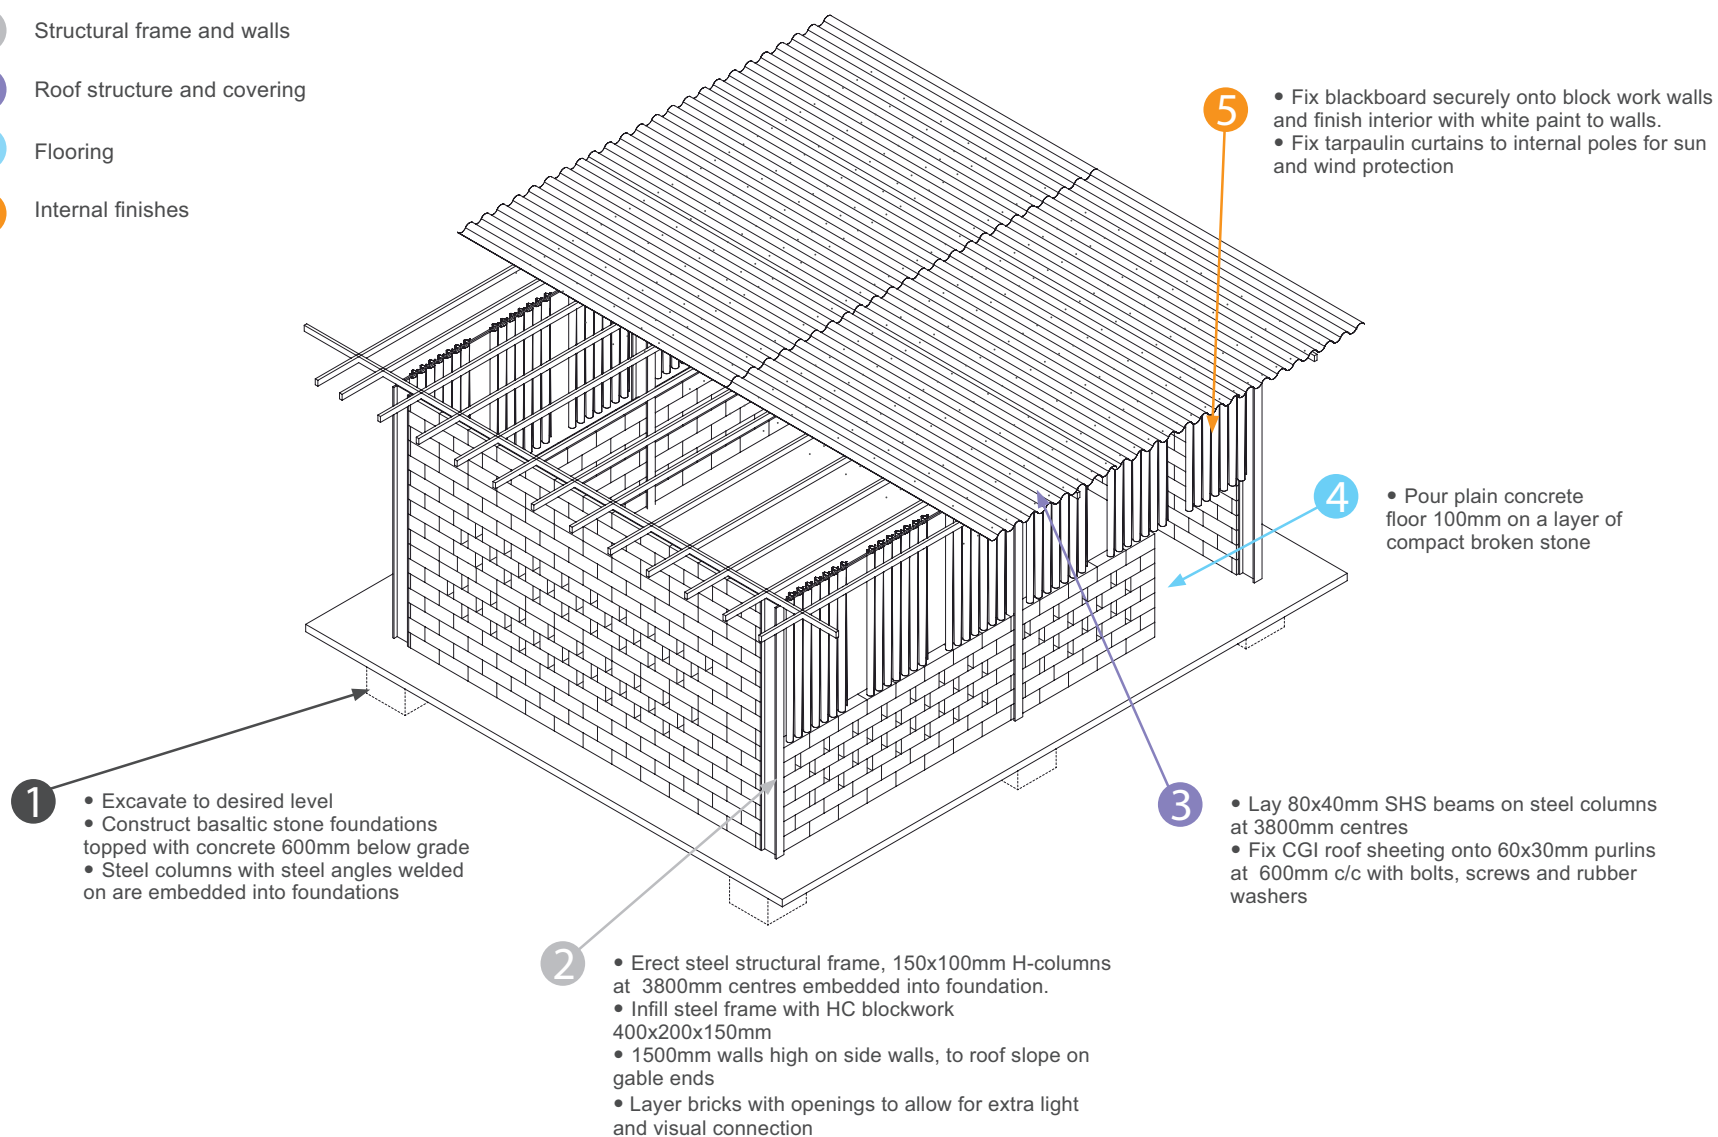 Structural frame and walls
Roof structure and covering
Flooring
Internal finishes
5
• Fix blackboard securely onto block work walls
and finish interior with white paint to walls.
• Fix tarpaulin curtains to internal poles for sun
and wind protection
4
• Pour plain concrete
floor 100mm on a layer of
compact broken stone
1
• Excavate to desired level
• Construct basaltic stone foundations
topped with concrete 600mm below grade
• Steel columns with steel angles welded
on are embedded into foundations
3
• Lay 80x40mm SHS beams on steel columns
at 3800mm centres
• Fix CGI roof sheeting onto 60x30mm purlins
at 600mm c/c with bolts, screws and rubber
washers
2
• Erect steel structural frame, 150x100mm H-columns
at 3800mm centres embedded into foundation.
• Infill steel frame with HC blockwork
400x200x150mm
• 1500mm walls high on side walls, to roof slope on
gable ends
• Layer bricks with openings to allow for extra light
and visual connection